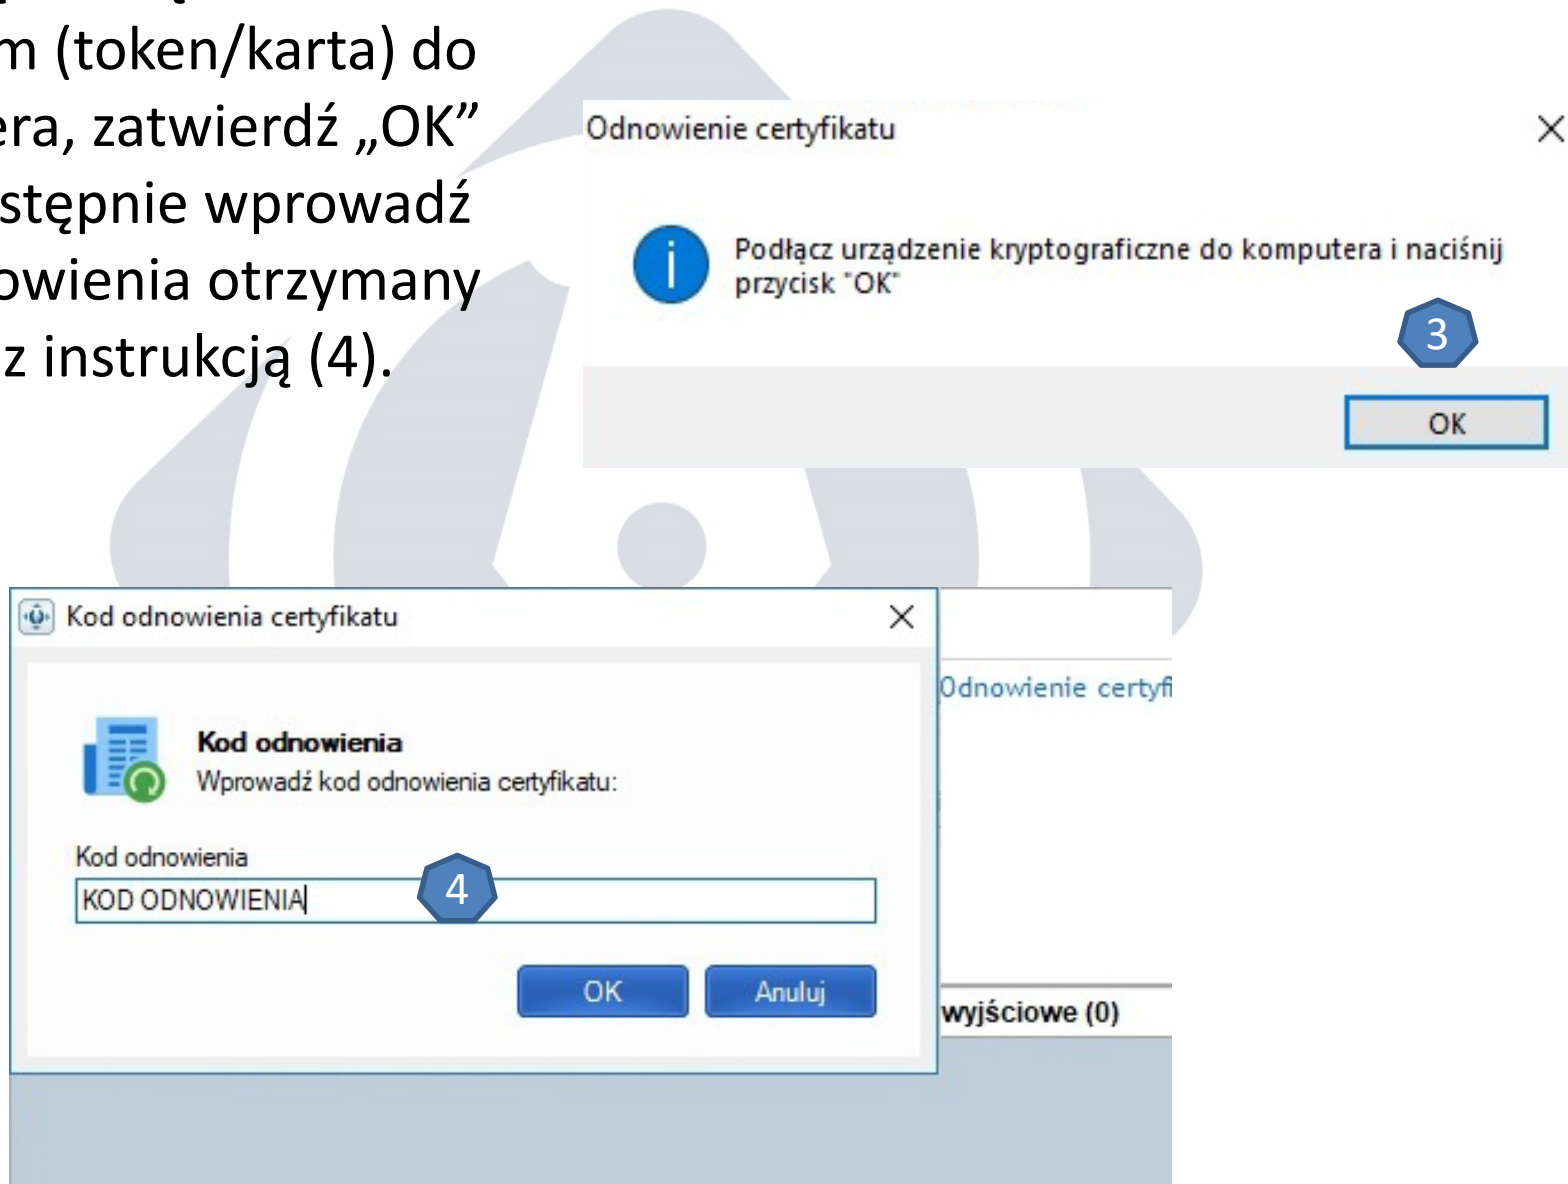 m (token/karta) do
era, zatwierdź „OK”
stępnie wprowadź
owienia otrzymany
z instrukcją (4).
Odnowienie certyfikatu
Podłącz urządzenie kryptograficzne do komputera i naciśnij
przycisk "OK"
3
OK
Kod odnowienia certyfikatu
Kod odnowienia
Wprowadź kod odnowienia certyfikatu:
Kod odnowienia
KOD ODNOWIENIA
4
OK Anuluj
Odnowienie certyfi
wyjściowe (0)